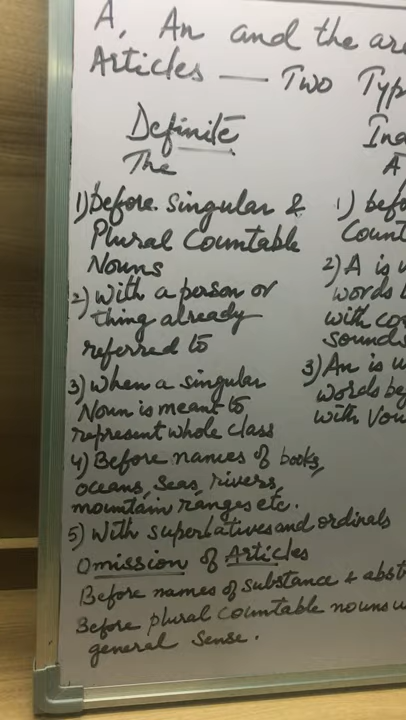 A, An and the are
Articles — Two Typ
Definite
The
1) Before Singular &
Plural Countable
Nouns
2) With a person or
thing already
referred to
3) When a singular
Noun is meant to
represent whole class
4) Before names of books,
oceans, seas, rivers,
mountain ranges etc.
5) With superlatives and ordinals
Omission of Articles
Before names of substance & abst
Before plural countable nouns u
general sense.
Ind
A
1) befo
Count
2) A is u
words b
with con
sounds
3) An is u
words be
with Vow